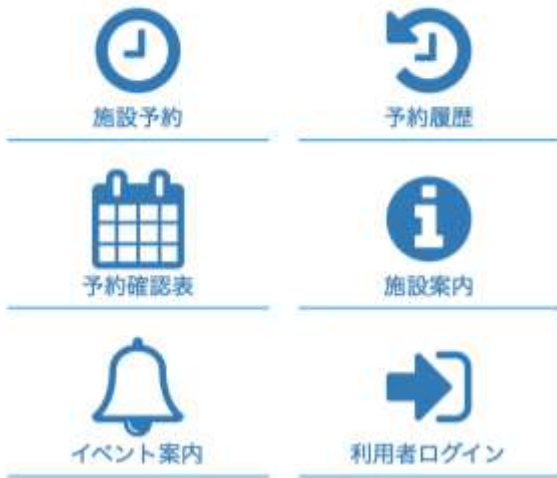 施設予約
予約履歴
予約確認表
施設案内
イベント案内
利用者ログイン